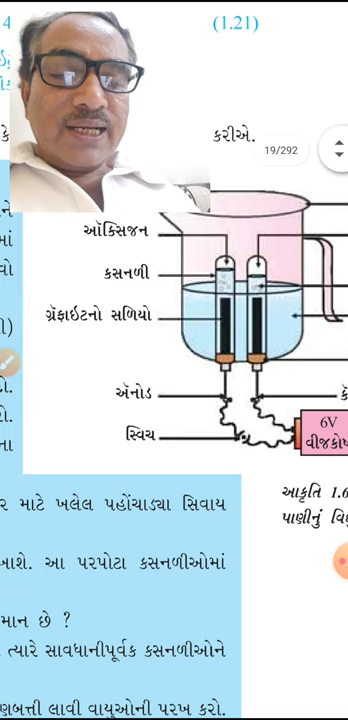 4 (1.21)
કરીએ.
19/292
ઑક્સિજન
કસનળી
ગ્રૅફાઇટનો સળિયો
ઍનોડ
સ્વિચ
6V
વીજકોષ
આકૃતિ 1.6
પાણીનું
માટે ખલેલ પહોંચાડ્યા સિવાય
આ પરપોટા કસનળીઓમાં
છે ?
ત્યારે સાવધાનીપૂર્વક કસનળીઓને
લાવી વાયુઓની પરખ કરો.